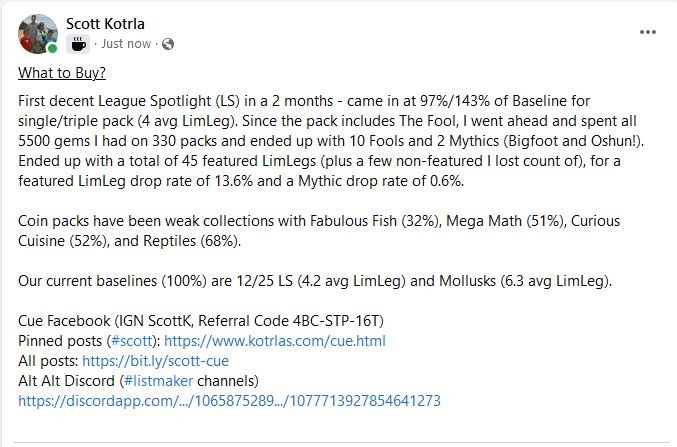 Scott Kotrla
· Just now ·
What to Buy?
First decent League Spotlight (LS) in a 2 months - came in at 97%/143% of Baseline for
single/triple pack (4 avg LimLeg). Since the pack includes The Fool, I went ahead and spent all
5500 gems I had on 330 packs and ended up with 10 Fools and 2 Mythics (Bigfoot and Oshun!).
Ended up with a total of 45 featured LimLegs (plus a few non-featured I lost count of), for a
featured LimLeg drop rate of 13.6% and a Mythic drop rate of 0.6%.
Coin packs have been weak collections with Fabulous Fish (32%), Mega Math (51%), Curious
Cuisine (52%), and Reptiles (68%).
Our current baselines (100%) are 12/25 LS (4.2 avg LimLeg) and Mollusks (6.3 avg LimLeg).
Cue Facebook (IGN ScottK, Referral Code 4BC-STP-16T)
Pinned posts (#scott): https://www.kotrlas.com/cue.html
All posts: https://bit.ly/scott-cue
Alt Alt Discord (#listmaker channels)
https://discordapp.com/.../1065875289.../1077713927854641273